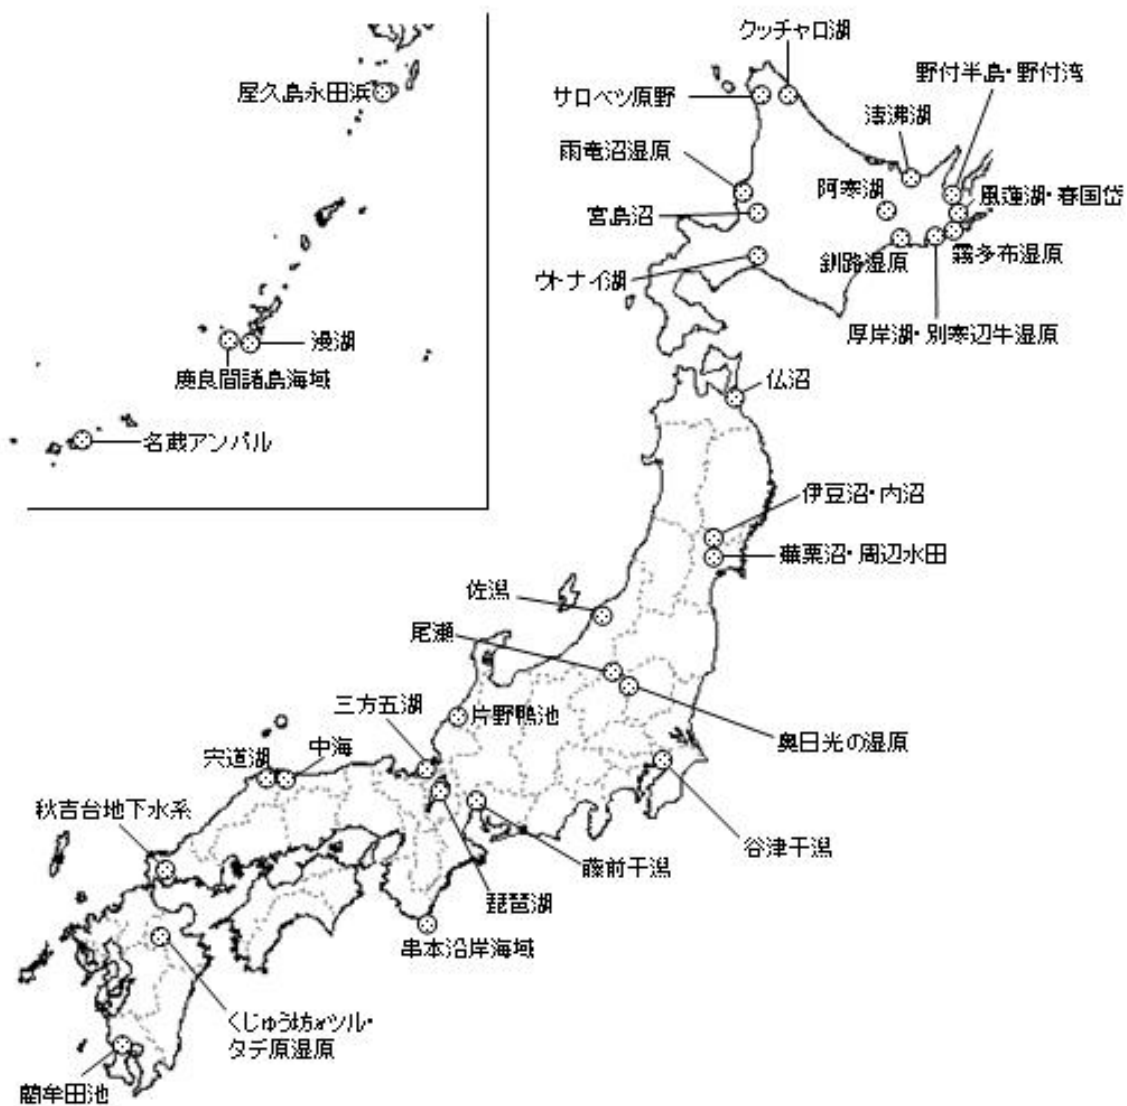 クッチャロ湖
野付半島・野付湾
屋久島永田浜
サロベツ原野
濤沸湖
雨竜沼湿原
阿寒湖
風蓮湖・春国岱
宮島沼
釧路湿原
霧多布湿原
ウトナイ湖
厚岸湖・別寒辺牛湿原
漫湖
慶良間諸島海域
仏沼
名蔵アンパル
伊豆沼・内沼
蕪栗沼・周辺水田
佐潟
尾瀬
三方五湖
片野鴨池
奥日光の湿原
宍道湖
中海
秋吉台地下水系
谷津干潟
藤前干潟
琵琶湖
串本沿岸海域
くじゅう坊ガツル・
タデ原湿原
藺牟田池